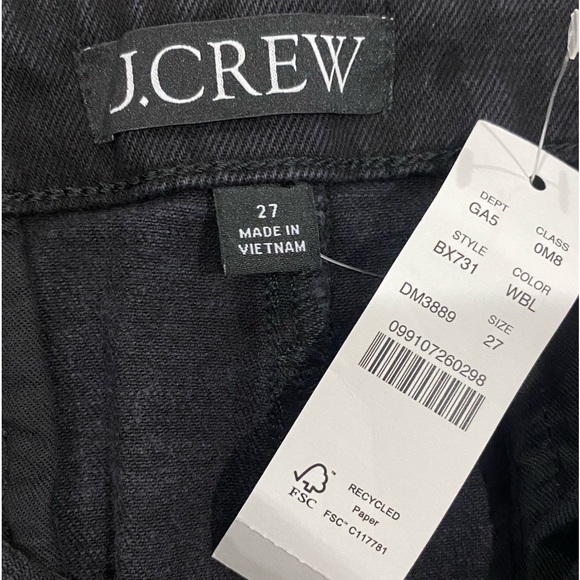 J.CREW
27
MADE IN
VIETNAM
DEPT CLASS
GA5 0M8
STYLE COLOR
BX731 WBL
DM3889 SIZE
27
099107260298
FSC
RECYCLED
Paper
FSC™ C117781